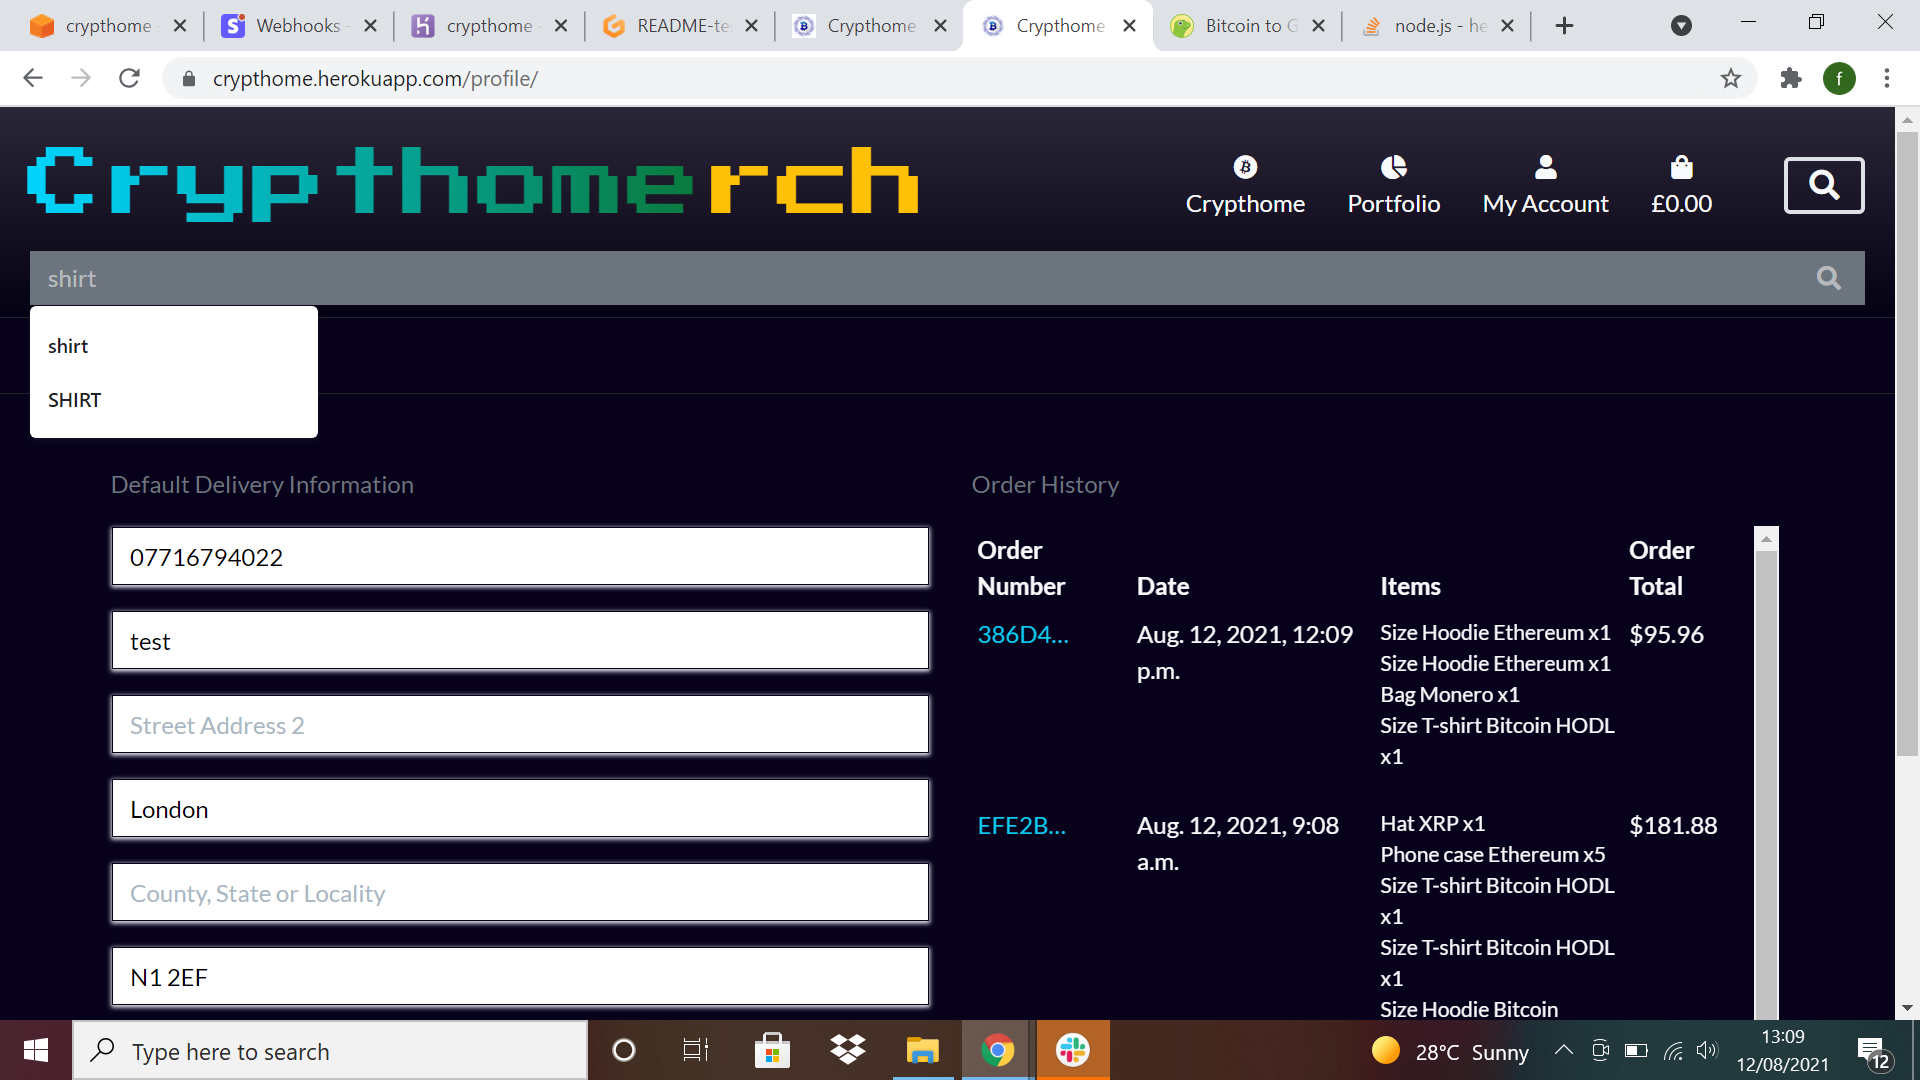 crypthome
Webhooks -
crypthome
README-te
Crypthome
Crypthome
Bitcoin to G
node.js - he
crypthome.herokuapp.com/profile/
f
Crypthomerch
Crypthome
Portfolio
My Account
£0.00
shirt
shirt
SHIRT
Default Delivery Information
07716794022
test
Street Address 2
London
County, State or Locality
N1 2EF
Order History
Order Number Date Items Order Total
386D4... Aug. 12, 2021, 12:09 p.m. Size Hoodie Ethereum x1 $95.96
Size Hoodie Ethereum x1
Bag Monero x1
Size T-shirt Bitcoin HODL
x1
EFE2B... Aug. 12, 2021, 9:08 a.m. Hat XRP x1 $181.88
Phone case Ethereum x5
Size T-shirt Bitcoin HODL
x1
Size T-shirt Bitcoin HODL
x1
Size Hoodie Bitcoin
Type here to search
28°C Sunny
13:09
12/08/2021
12